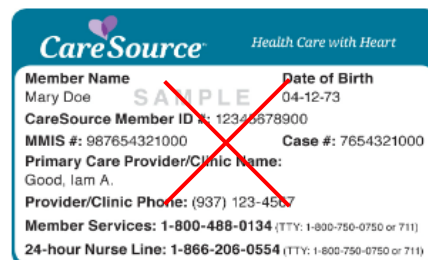 CareSource
Health Care with Heart
Member Name Date of Birth
Mary Doe SAMPLE 04-12-73
CareSource Member ID #: 12345678900
MMIS #: 987654321000 Case #: 7654321000
Primary Care Provider/Clinic Name:
Good, Iam A.
Provider/Clinic Phone: (937) 123-4567
Member Services: 1-800-488-0134 (TTY: 1-800-750-0750 or 711)
24-hour Nurse Line: 1-866-206-0554 (TTY: 1-800-750-0750 or 711)